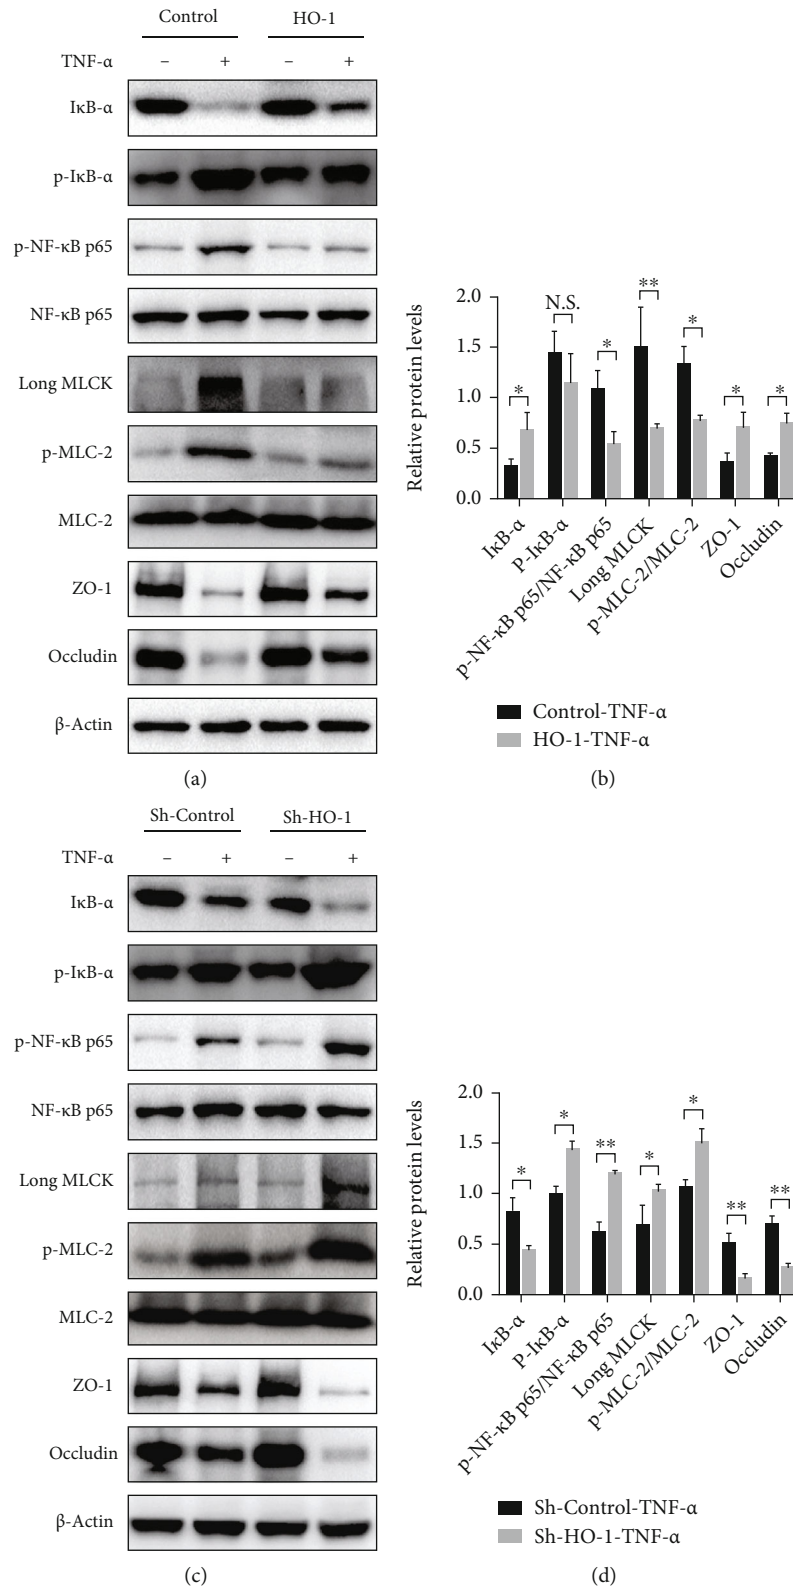 Control HO-1
TNF-α – + – +
IκB-α
p-IκB-α
p-NF-κB p65
NF-κB p65
Long MLCK
p-MLC-2
MLC-2
ZO-1
Occludin
β-Actin
(a)
Relative protein levels
2.0
1.5
1.0
0.5
0.0
* N.S. * ** * * *
IκB-α
P-IκB-α
p-NF-κB p65/NF-κB p65
Long MLCK
p-MLC-2/MLC-2
ZO-1
Occludin
Control-TNF-α
HO-1-TNF-α
(b)
Sh-Control Sh-HO-1
TNF-α – + – +
IκB-α
p-IκB-α
p-NF-κB p65
NF-κB p65
Long MLCK
p-MLC-2
MLC-2
ZO-1
Occludin
β-Actin
(c)
Relative protein levels
2.0
1.5
1.0
0.5
0.0
* * ** * * ** **
IκB-α
P-IκB-α
p-NF-κB p65/NF-κB p65
Long MLCK
p-MLC-2/MLC-2
ZO-1
Occludin
Sh-Control-TNF-α
Sh-HO-1-TNF-α
(d)